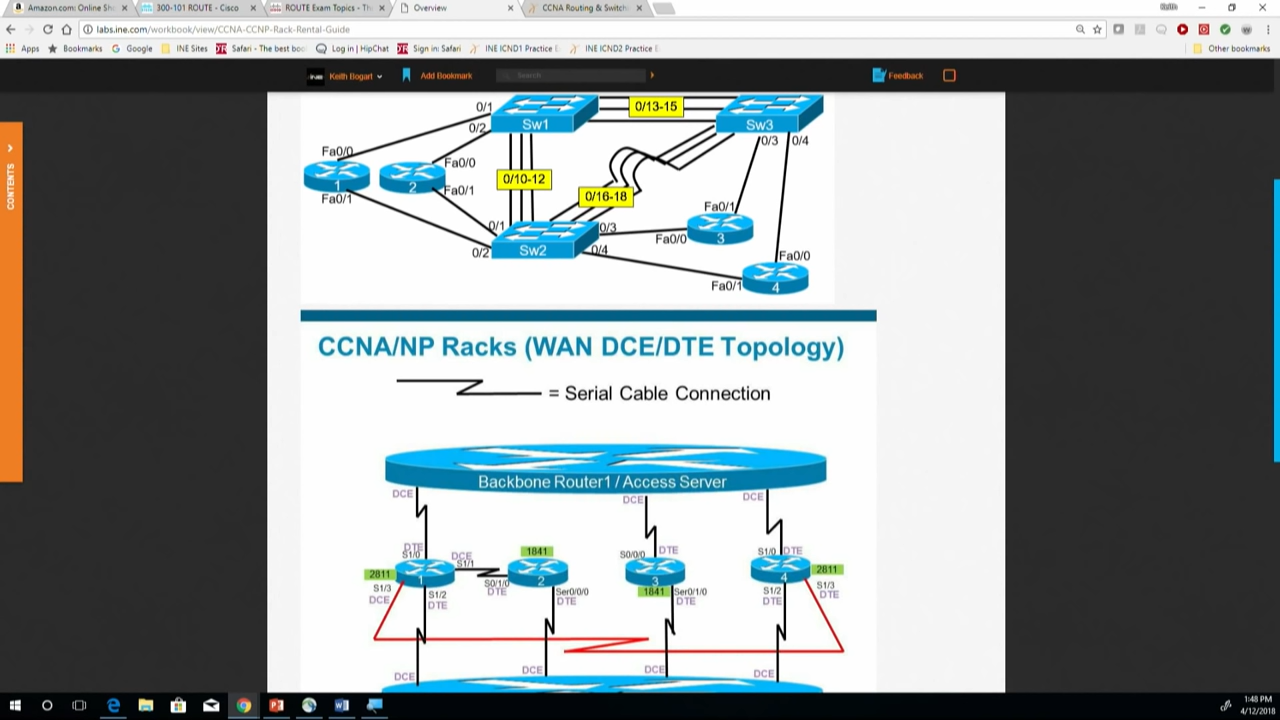 Amazon.com: Online Sh
300-101 ROUTE - Cisco
ROUTE Exam Topics - Th
Overview
CCNA Routing & Switch
labs.ine.com/workbook/view/CCNA-CCNP-Rack-Rental-Guide
Apps
Bookmarks
Google
INE Sites
Safari - The best boo
Log in | HipChat
Sign in: Safari
INE ICND1 Practice E
INE ICND2 Practice E
Other bookmarks
Keith Bogart
Add Bookmark
Search
Feedback
CONTENTS
0/1
Sw1
0/13-15
Sw3
0/2
0/3
0/4
Fa0/0
Fa0/0
1
2
Fa0/1
Fa0/1
0/10-12
0/16-18
Fa0/1
0/1
0/3
Fa0/0
3
0/2
Sw2
0/4
Fa0/0
Fa0/1
4
CCNA/NP Racks (WAN DCE/DTE Topology)
= Serial Cable Connection
Backbone Router1 / Access Server
DCE
DCE
DCE
DTE
S1/0
DCE
S1/1
1841
S0/0/0
DTE
S1/0
DTE
2811
1
2
3
4
2811
S1/3
DCE
S1/2
DTE
S0/1/0
DTE
Ser0/0/0
DTE
1841
Ser0/1/0
DTE
S1/2
DTE
S1/3
DTE
DCE
DCE
DCE
DCE
1:48 PM
4/12/2018